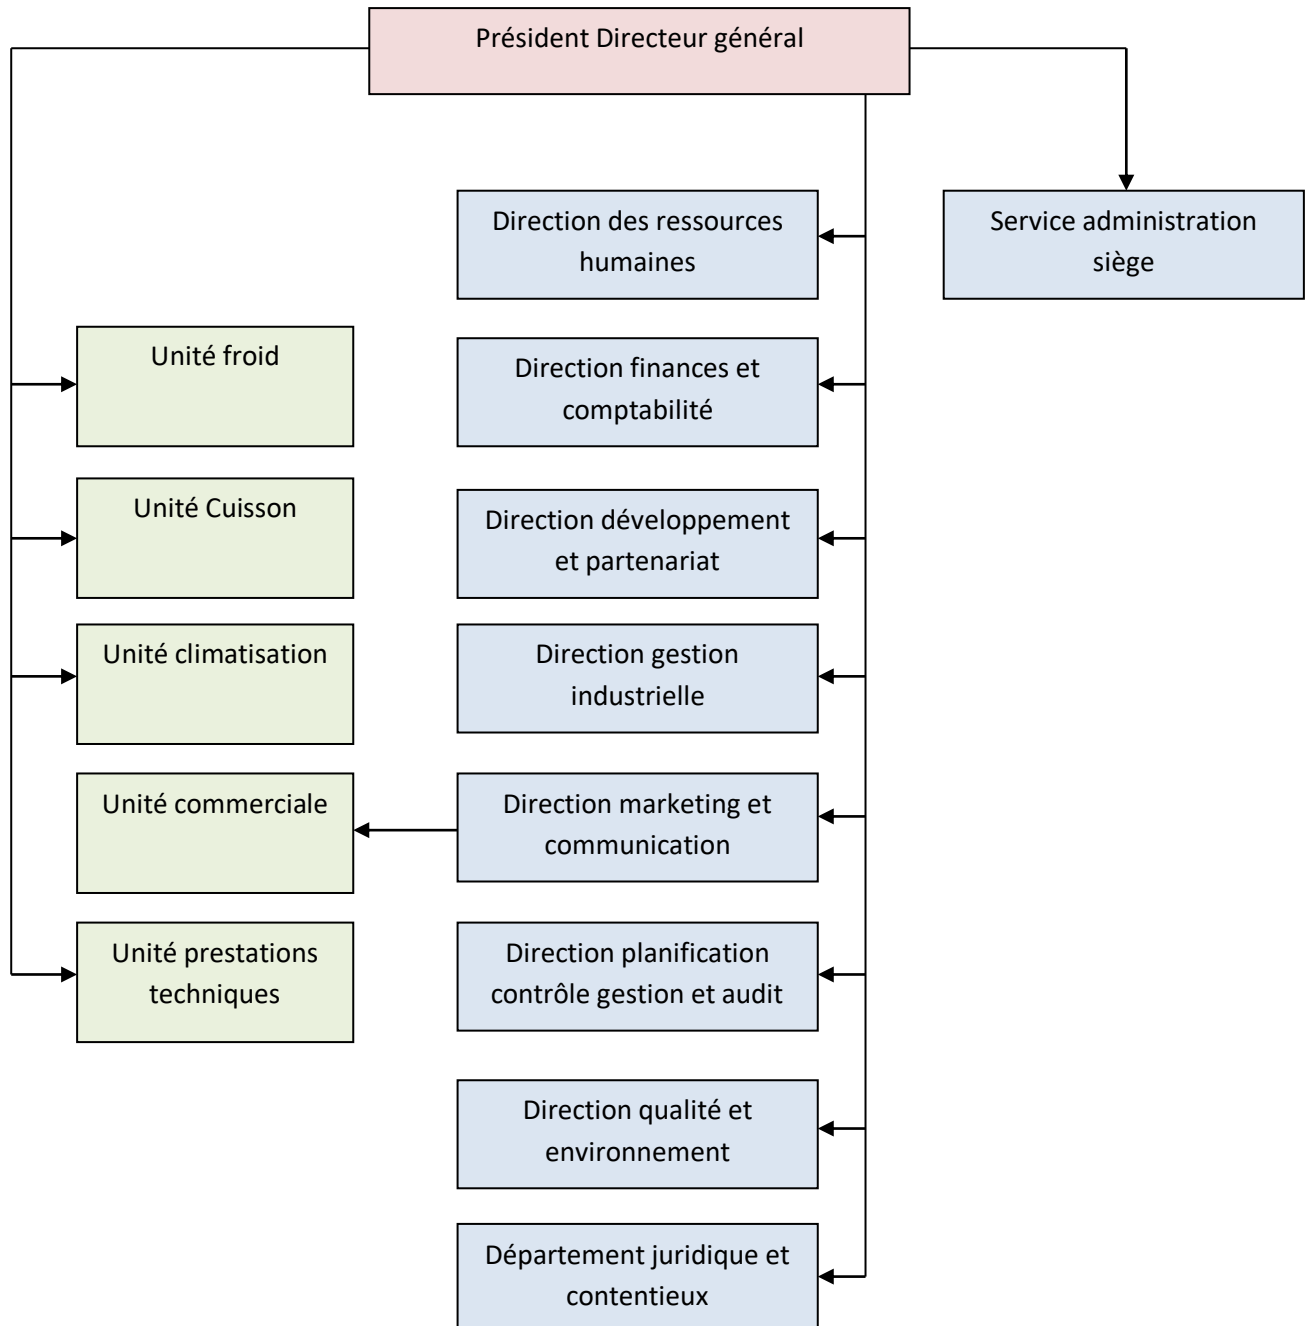 Président Directeur général
Direction des ressources
humaines
Service administration
siège
Unité froid
Direction finances et
comptabilité
Unité Cuisson
Direction développement
et partenariat
Unité climatisation
Direction gestion
industrielle
Unité commerciale
Direction marketing et
communication
Unité prestations
techniques
Direction planification
contrôle gestion et audit
Direction qualité et
environnement
Département juridique et
contentieux